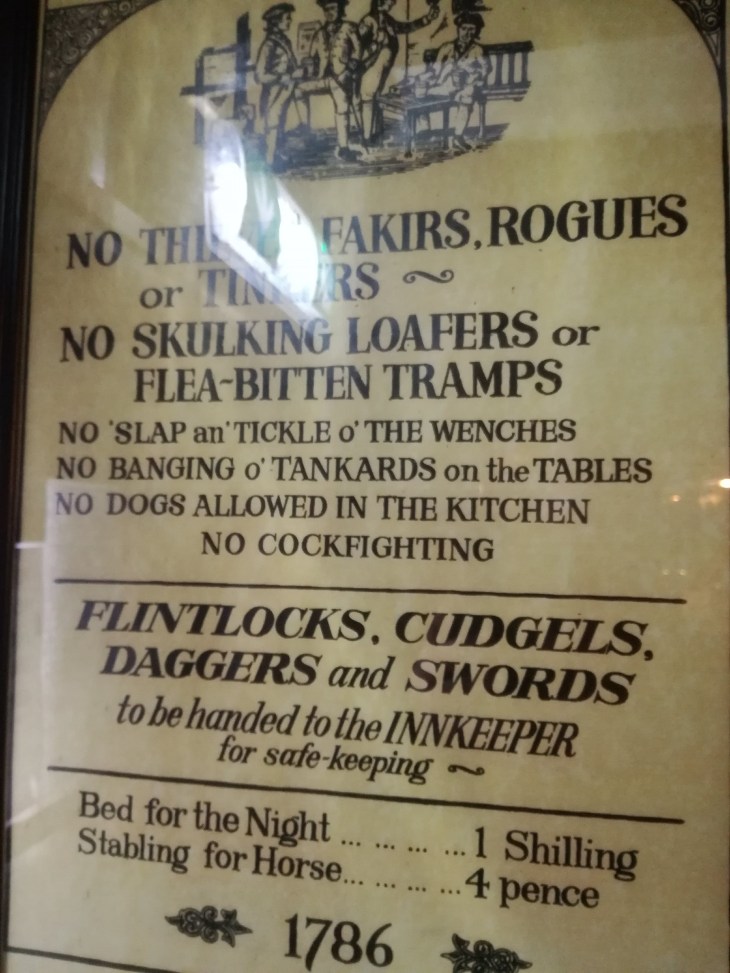 NO FAKIRS, ROGUES
or TINKERS ~
NO SKULKING LOAFERS or
FLEA-BITTEN TRAMPS
NO 'SLAP an' TICKLE o' THE WENCHES
NO BANGING o' TANKARDS on the TABLES
NO DOGS ALLOWED IN THE KITCHEN
NO COCKFIGHTING
FLINTLOCKS, CUDGELS,
DAGGERS and SWORDS
to be handed to the INNKEEPER
for safe-keeping ~
Bed for the Night ... ... ... ... 1 Shilling
Stabling for Horse... ... ... ... 4 pence
1786